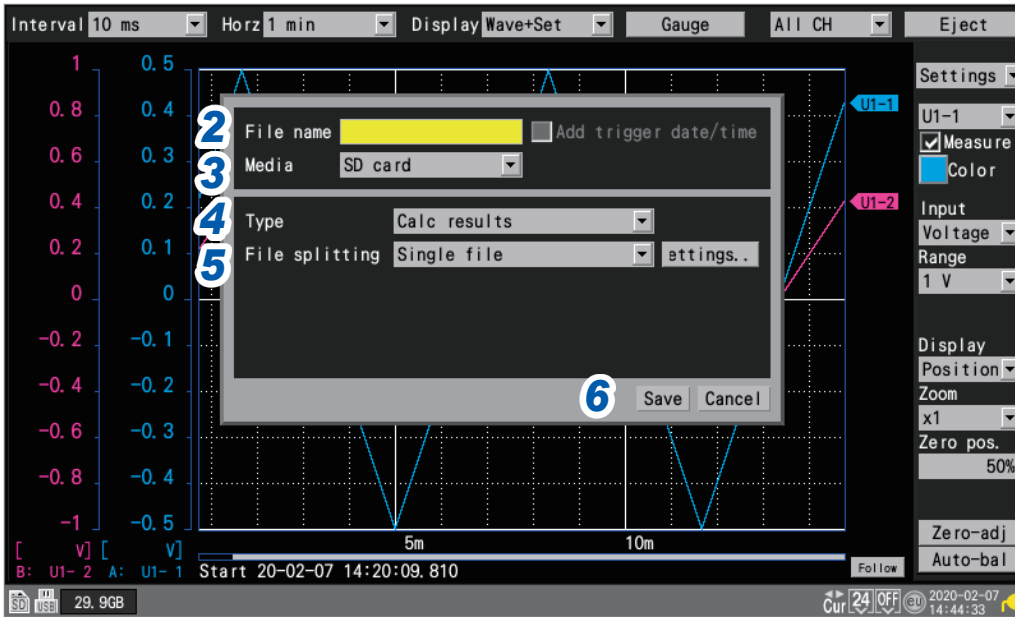 Interval 10 ms Horz 1 min Display Wave+Set Gauge All CH Eject
1 0.5
0.8 0.4
0.6 0.3
0.4 0.2
0.2 0.1
0 0
-0.2 -0.1
-0.4 -0.2
-0.6 -0.3
-0.8 -0.4
-1 -0.5
[ V] [ V]
B: U1- 2 A: U1- 1
2 File name Add trigger date/time
3 Media SD card
4 Type Calc results
5 File splitting Single file ettings..
6 Save Cancel
U1-1
U1-2
5m 10m
Start 20-02-07 14:20:09.810
Follow
Settings
U1-1
Measure
Color
Input
Voltage
Range
1 V
Display
Position
Zoom
x1
Zero pos.
50%
Zero-adj
Auto-bal
SD USB 29.9GB
Cur 24 OFF eu 2020-02-07
14:44:33